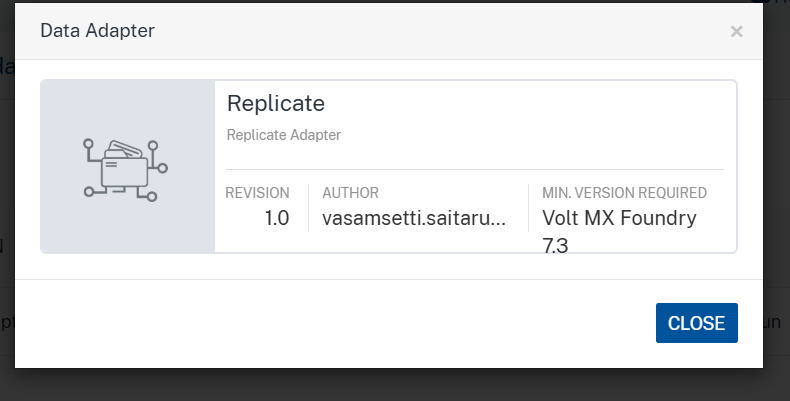 Data Adapter
×
Replicate
Replicate Adapter
REVISION
1.0
AUTHOR
vasamsetti.saitaru...
MIN. VERSION REQUIRED
Volt MX Foundry
7.3
CLOSE